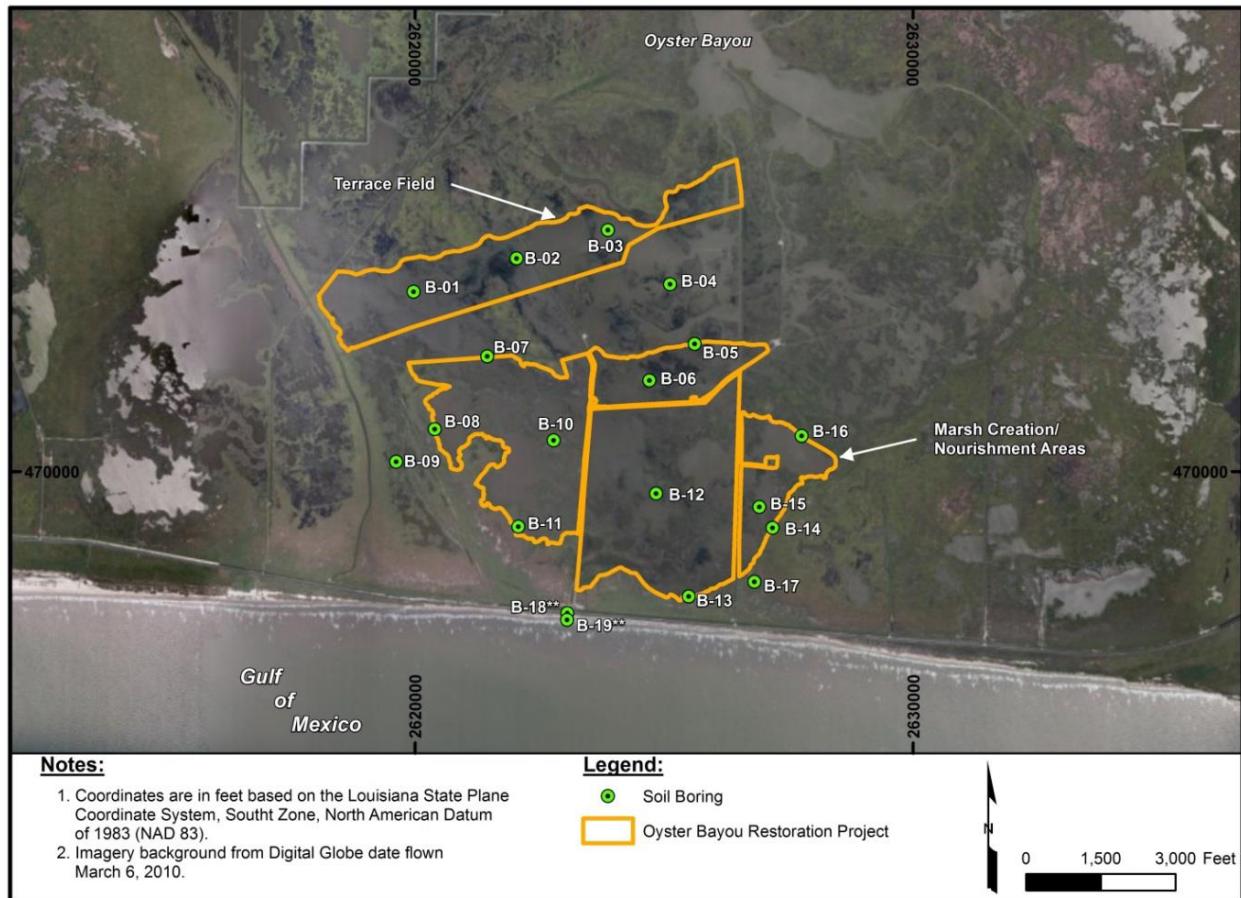 2620000
2630000
Oyster Bayou
Terrace Field
B-03
B-02
B-04
B-01
B-07
B-05
B-06
B-08
B-10
B-16
Marsh Creation/
Nourishment Areas
B-09
470000
470000
B-12
B-15
B-11
B-14
B-17
B-13
B-18**
B-19**
Gulf
of
Mexico
2620000
2630000
Notes:
1. Coordinates are in feet based on the Louisiana State Plane
Coordinate System, Southt Zone, North American Datum
of 1983 (NAD 83).
2. Imagery background from Digital Globe date flown
March 6, 2010.
Legend:
Soil Boring
Oyster Bayou Restoration Project
N
0 1,500 3,000 Feet